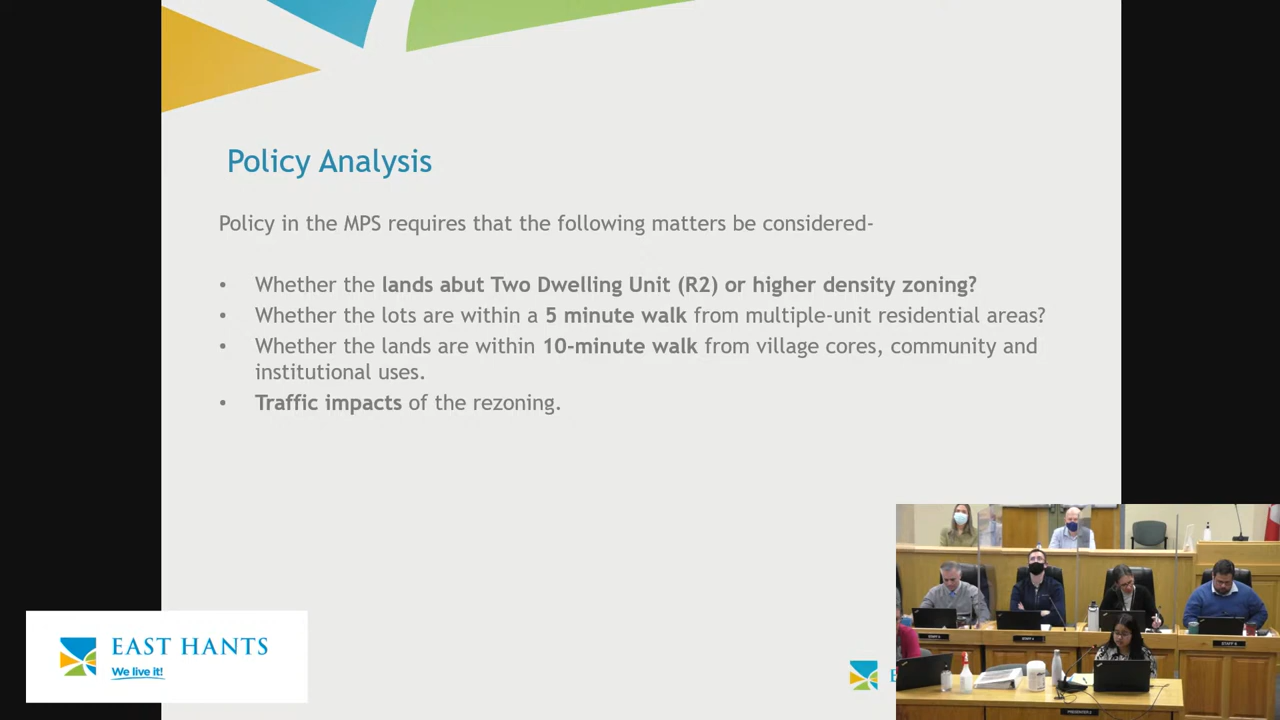 Policy Analysis
Policy in the MPS requires that the following matters be considered-
• Whether the lands abut Two Dwelling Unit (R2) or higher density zoning?
• Whether the lots are within a 5 minute walk from multiple-unit residential areas?
• Whether the lands are within 10-minute walk from village cores, community and
institutional uses.
• Traffic impacts of the rezoning.
EAST HANTS
We live it!
E